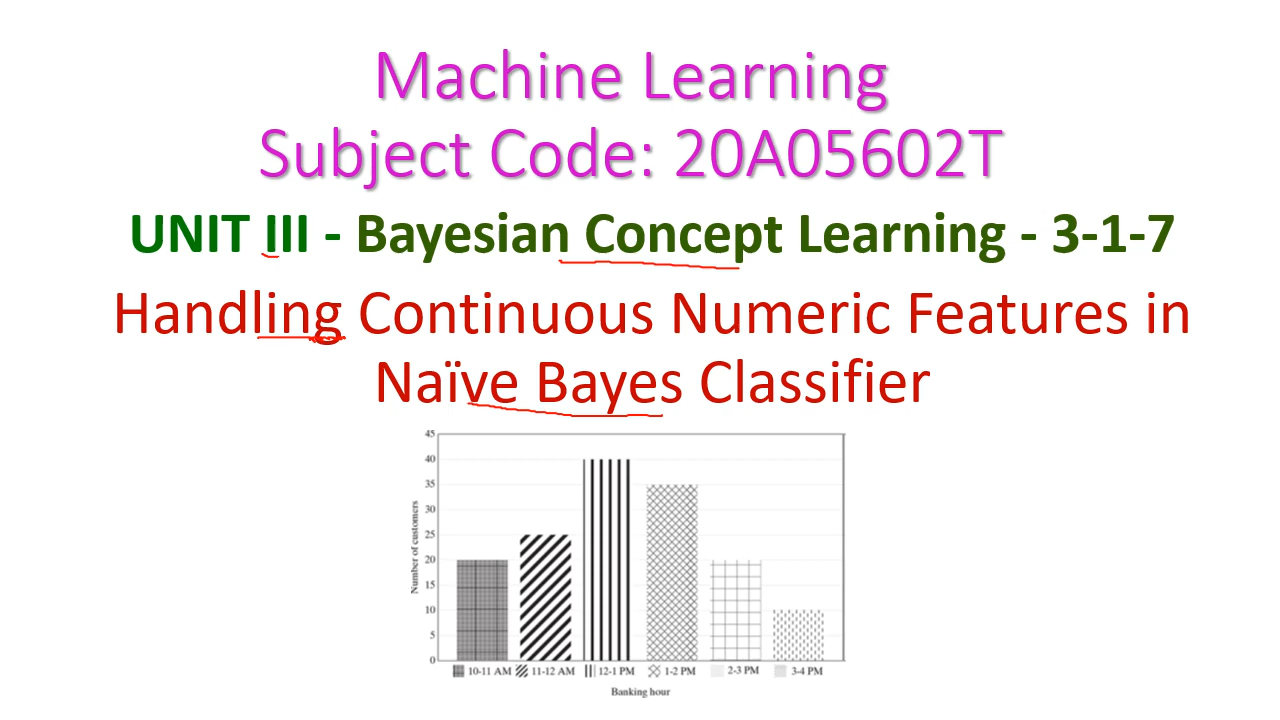 Machine Learning
Subject Code: 20A05602T
UNIT III - Bayesian Concept Learning - 3-1-7
Handling Continuous Numeric Features in
Naïve Bayes Classifier
45
40
35
30
25
20
15
10
5
0
Number of customers
10-11 AM 11-12 AM 12-1 PM 1-2 PM 2-3 PM 3-4 PM
Banking hour